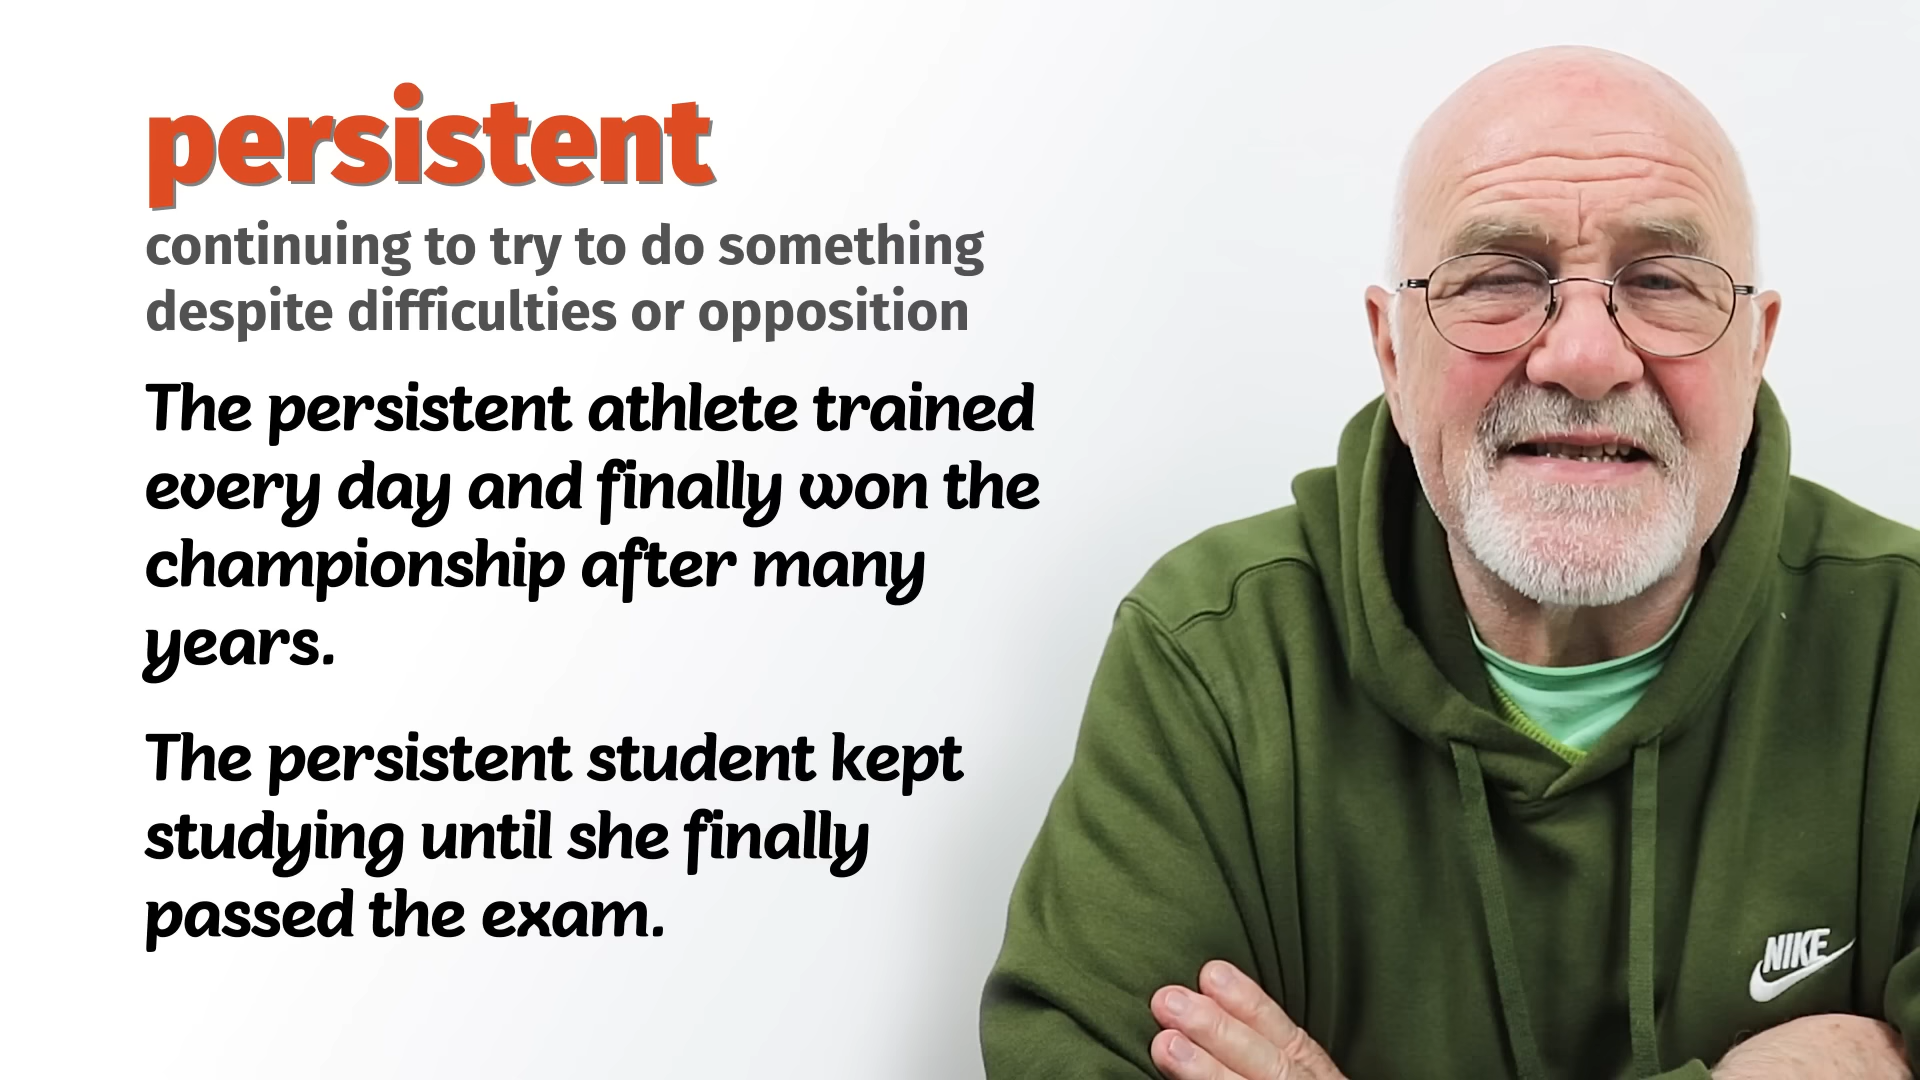 persistent
continuing to try to do something
despite difficulties or opposition
The persistent athlete trained
every day and finally won the
championship after many
years.
The persistent student kept
studying until she finally
passed the exam.
NIKE